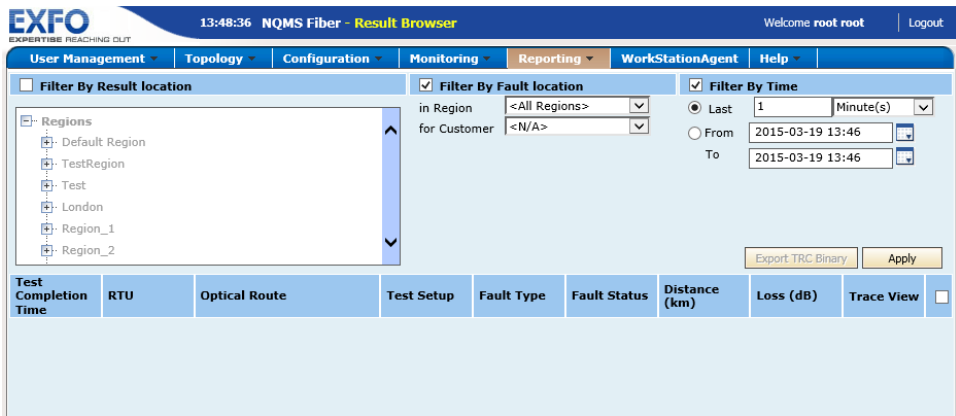 EXFO
EXPERTISE REACHING OUT
13:48:36 NQMS Fiber - Result Browser
Welcome root root
Logout
User Management Topology Configuration Monitoring Reporting WorkStationAgent Help
Filter By Result location
Regions
Default Region
TestRegion
Test
London
Region_1
Region_2
Filter By Fault location
in Region <All Regions>
for Customer <N/A>
Filter By Time
Last 1 Minute(s)
From 2015-03-19 13:46
To 2015-03-19 13:46
Export TRC Binary Apply
Test Completion Time
RTU
Optical Route
Test Setup
Fault Type
Fault Status
Distance (km)
Loss (dB)
Trace View